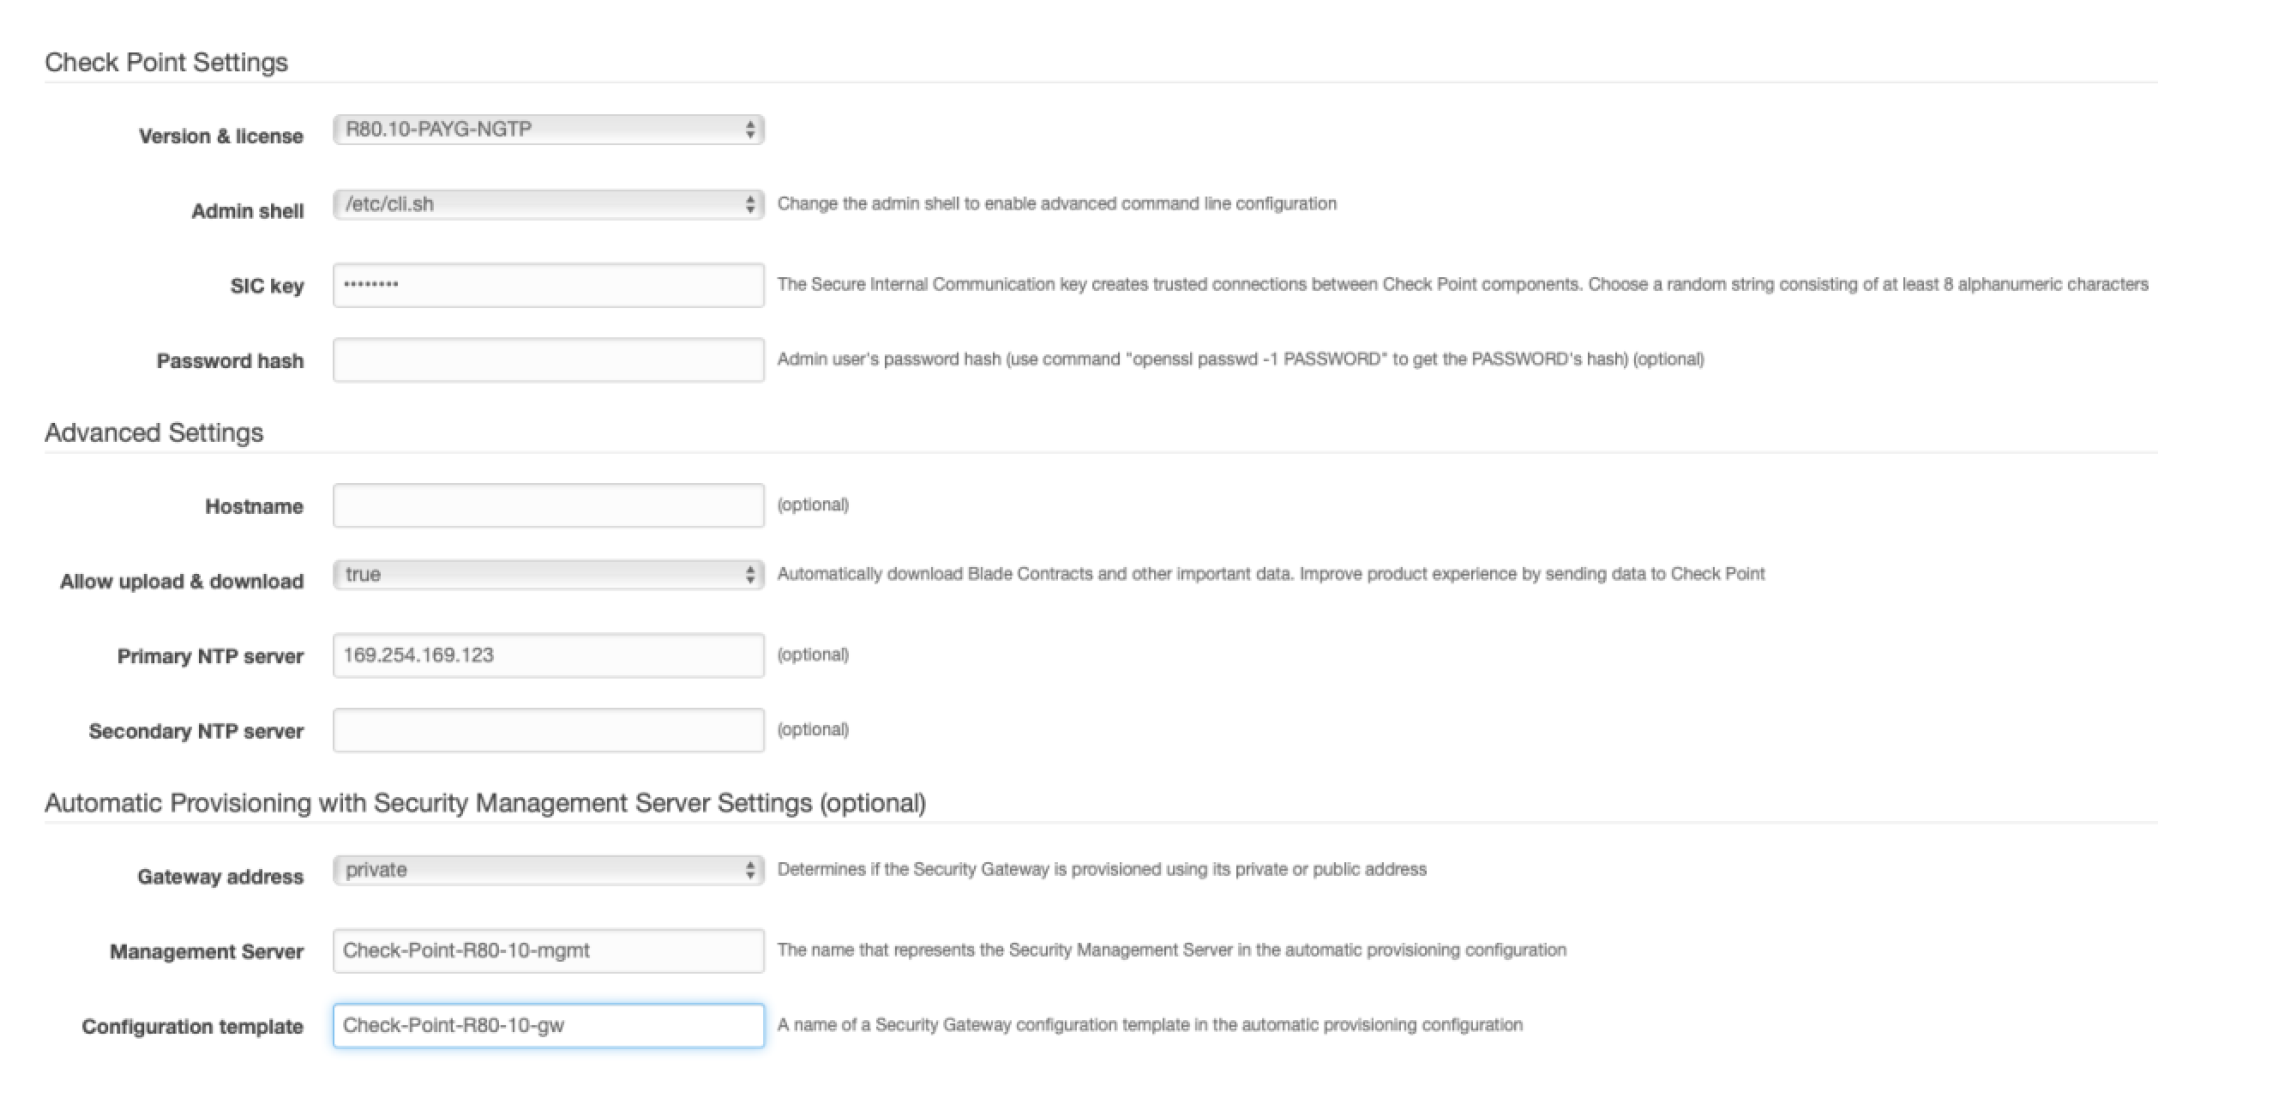 Check Point Settings
Version & license R80.10-PAYG-NGTP
Admin shell /etc/cli.sh Change the admin shell to enable advanced command line configuration
SIC key •••••••• The Secure Internal Communication key creates trusted connections between Check Point components. Choose a random string consisting of at least 8 alphanumeric characters
Password hash Admin user's password hash (use command "openssl passwd -1 PASSWORD" to get the PASSWORD's hash) (optional)
Advanced Settings
Hostname (optional)
Allow upload & download true Automatically download Blade Contracts and other important data. Improve product experience by sending data to Check Point
Primary NTP server 169.254.169.123 (optional)
Secondary NTP server (optional)
Automatic Provisioning with Security Management Server Settings (optional)
Gateway address private Determines if the Security Gateway is provisioned using its private or public address
Management Server Check-Point-R80-10-mgmt The name that represents the Security Management Server in the automatic provisioning configuration
Configuration template Check-Point-R80-10-gw A name of a Security Gateway configuration template in the automatic provisioning configuration